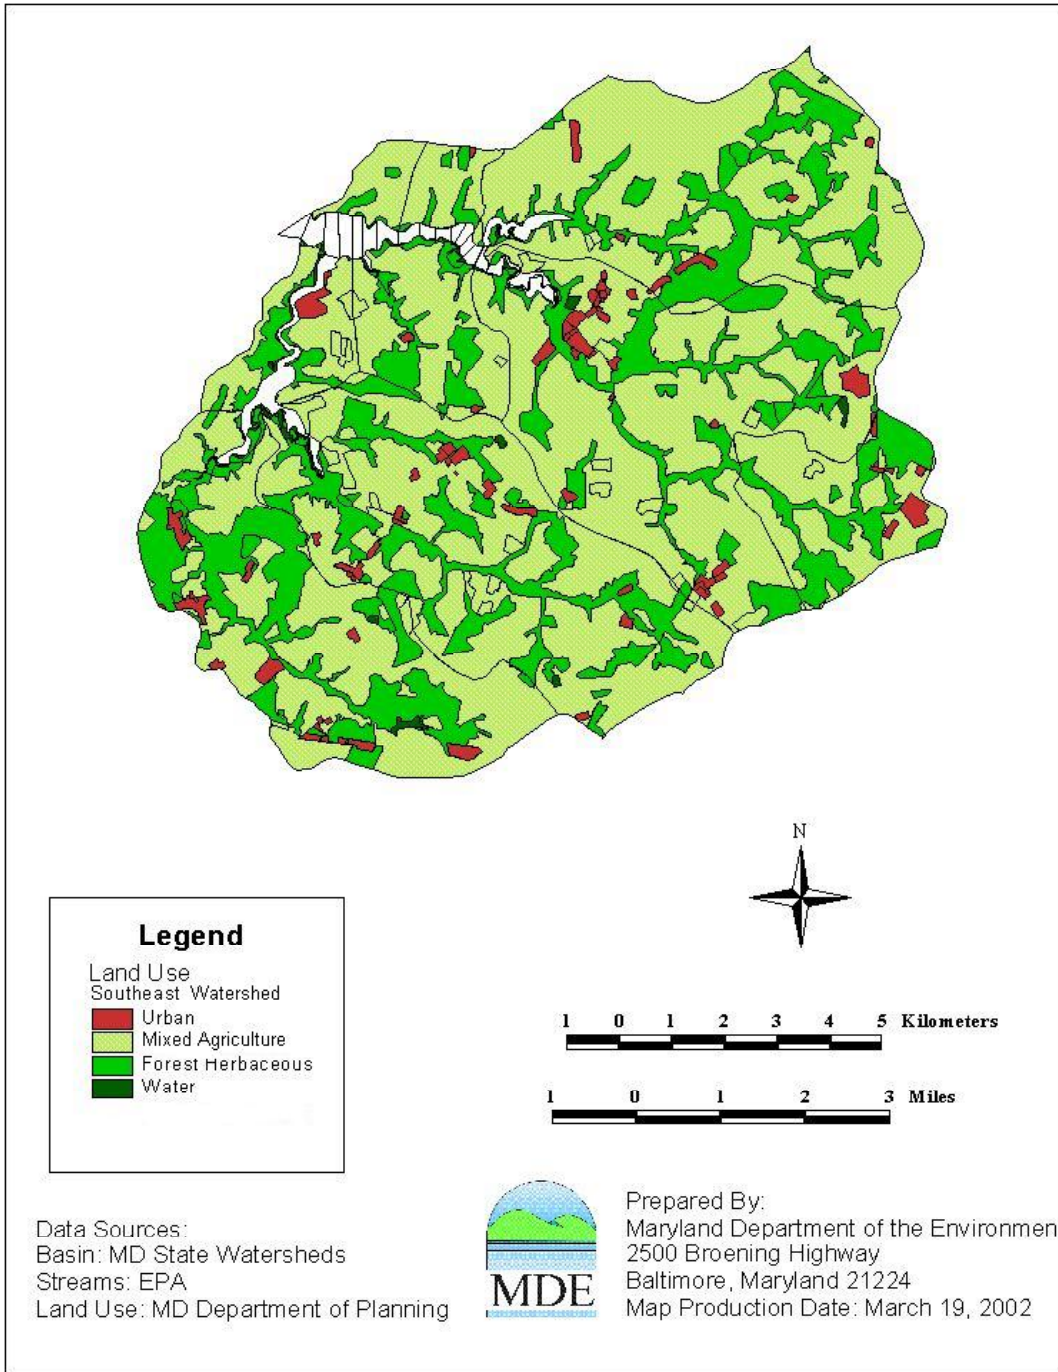 N
Legend
Land Use
Southeast Watershed
Urban
Mixed Agriculture
Forest Herbaceous
Water
1 0 1 2 3 4 5 Kilometers
1 0 1 2 3 Miles
Data Sources:
Basin: MD State Watersheds
Streams: EPA
Land Use: MD Department of Planning
MDE
Prepared By:
Maryland Department of the Environmen
2500 Broening Highway
Baltimore, Maryland 21224
Map Production Date: March 19, 2002